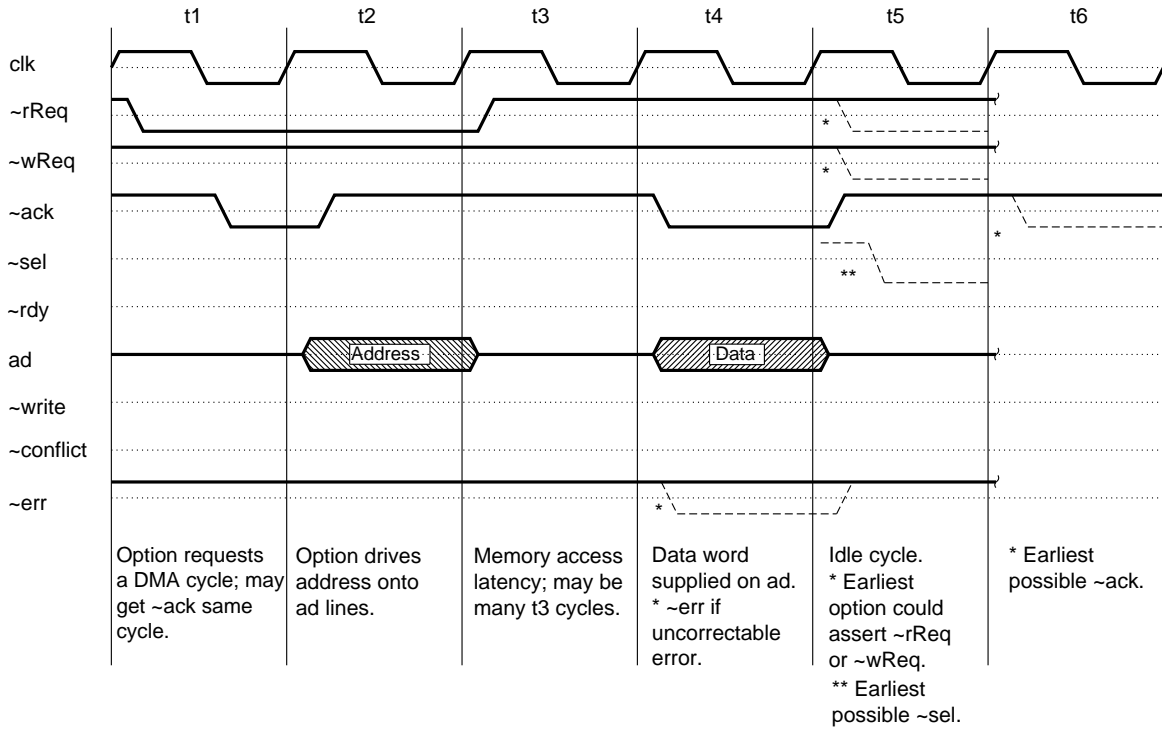 t1 t2 t3 t4 t5 t6
clk
~rReq
*
~wReq
*
~ack
*
~sel
**
~rdy
ad
Address
Data
~write
~conflict
~err
*
Option requests
a DMA cycle; may
get ~ack same
cycle.
Option drives
address onto
ad lines.
Memory access
latency; may be
many t3 cycles.
Data word
supplied on ad.
* ~err if
uncorrectable
error.
Idle cycle.
* Earliest
option could
assert ~rReq
or ~wReq.
** Earliest
possible ~sel.
* Earliest
possible ~ack.